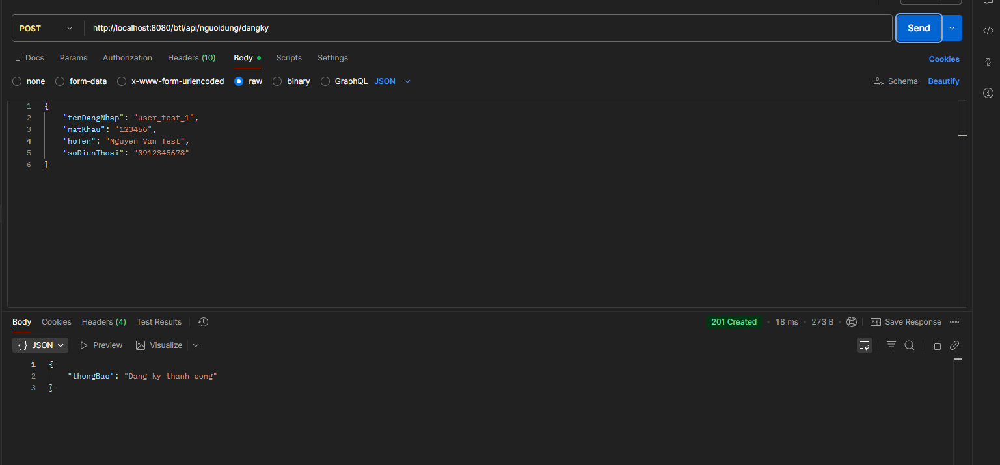 POST http://localhost:8080/btl/api/nguoidung/dangky Send
Docs Params Authorization Headers (10) Body Scripts Settings Cookies
none form-data x-www-form-urlencoded raw binary GraphQL JSON Schema Beautify
1 {
2 "tenDangNhap": "user_test_1",
3 "matKhau": "123456",
4 "hoTen": "Nguyen Van Test",
5 "soDienThoai": "0912345678"
6 }
Body Cookies Headers (4) Test Results 201 Created • 18 ms • 273 B • e.g. Save Response
{} JSON Preview Visualize
1 {
2 "thongBao": "Dang ky thanh cong"
3 }